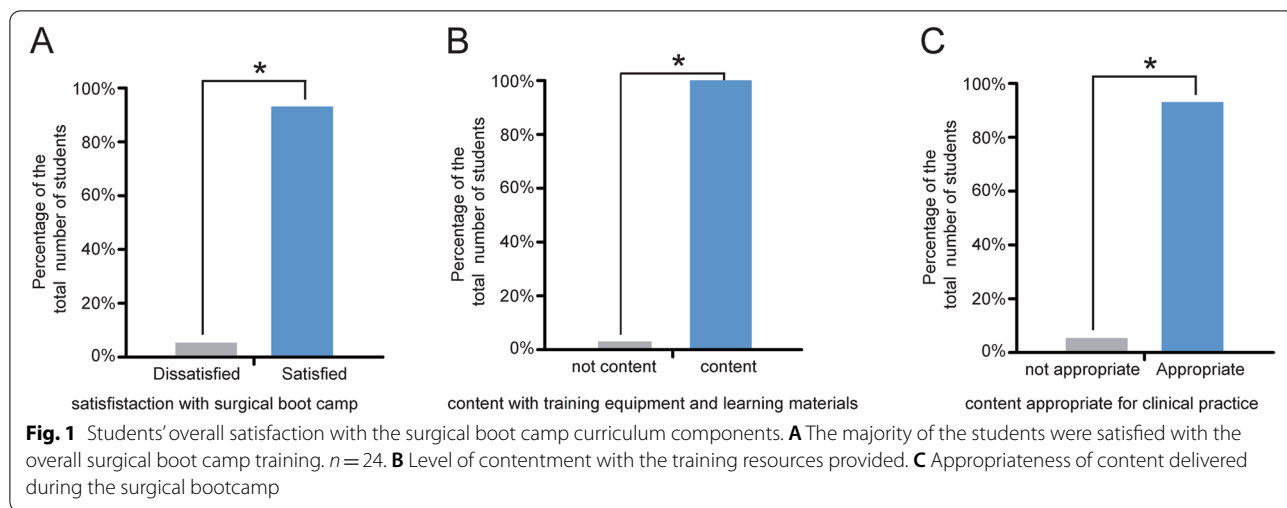 A
*
100%
80%
60%
40%
20%
0%
Percentage of the
total number of students
Dissatisfied Satisfied
satisfistaction with surgical boot camp
B
*
100%
80%
60%
40%
20%
0%
Percentage of the
total number of students
not content content
content with training equipment and learning materials
C
*
100%
80%
60%
40%
20%
0%
Percentage of the
total number of students
not appropriate Appropriate
content appropriate for clinical practice
Fig. 1 Students’ overall satisfaction with the surgical boot camp curriculum components. A The majority of the students were satisfied with the
overall surgical boot camp training. n = 24. B Level of contentment with the training resources provided. C Appropriateness of content delivered
during the surgical bootcamp